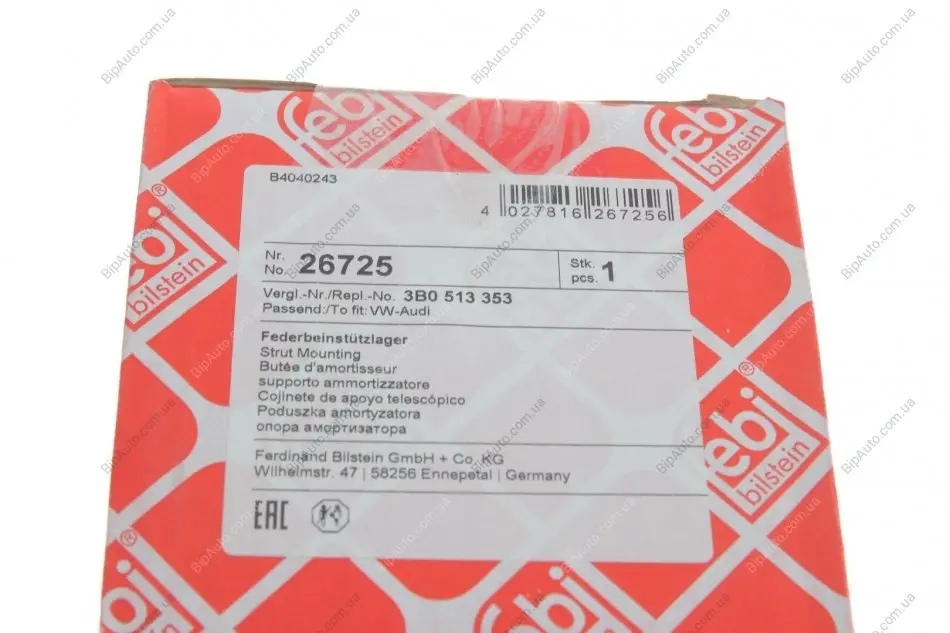 febi
bilstein
febi
bilstein
B4040243
4 027816 267256
febi
bilstein
Nr.
No. 26725
Stk.
pcs. 1
Vergl.-Nr./Repl.-No. 3B0 513 353
Passend:/To fit: VW-Audi
Federbeinstützlager
Strut Mounting
Butée d'amortisseur
supporto ammortizzatore
Cojinete de apoyo telescópico
Poduszka amortyzatora
опора амортизатора
febi
bilstein
Ferdinand Bilstein GmbH + Co. KG
Wilhelmstr. 47 | 58256 Ennepetal | Germany
EAC
febi
febi
bilstein
BipAuto.com.ua